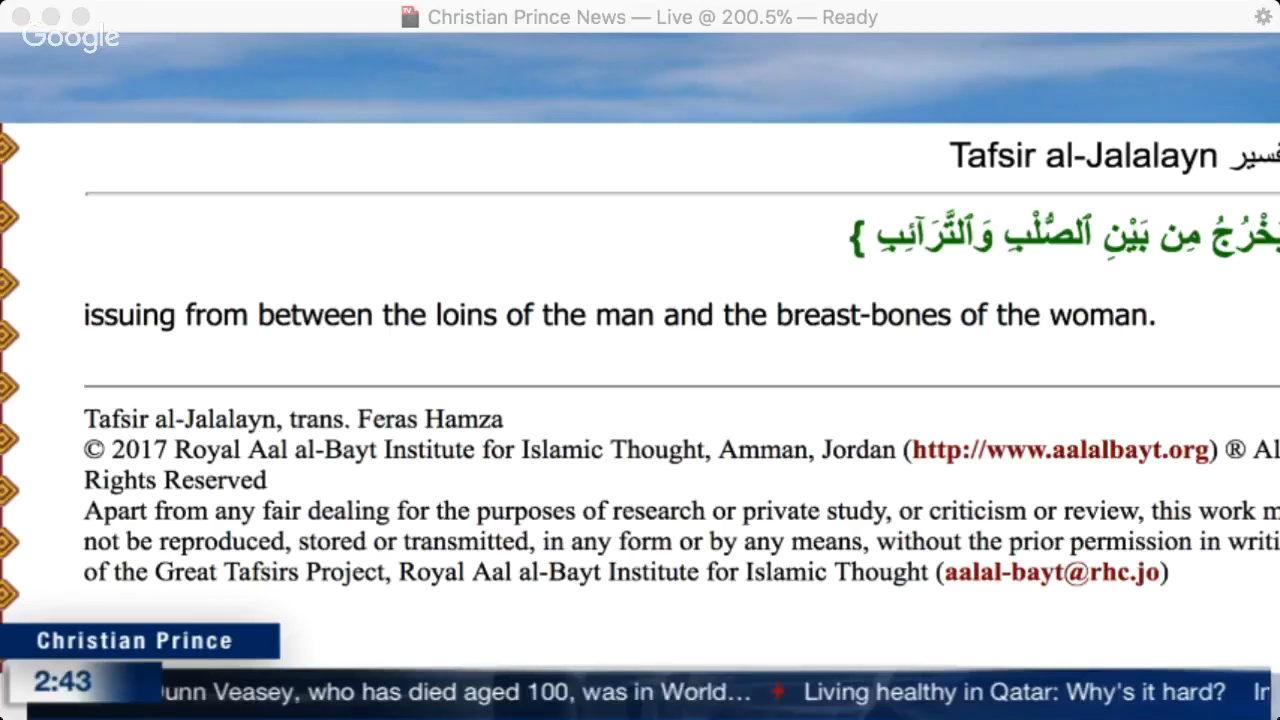 Christian Prince News — Live @ 200.5% — Ready
Google
Tafsir al-Jalalayn
مِن بَيْنِ ٱلصُّلْبِ وَٱلتَّرَآئِبِ }
issuing from between the loins of the man and the breast-bones of the woman.
Tafsir al-Jalalayn, trans. Feras Hamza
© 2017 Royal Aal al-Bayt Institute for Islamic Thought, Amman, Jordan (http://www.aalalbayt.org) ® Al
Rights Reserved
Apart from any fair dealing for the purposes of research or private study, or criticism or review, this work m
not be reproduced, stored or transmitted, in any form or by any means, without the prior permission in writi
of the Great Tafsirs Project, Royal Aal al-Bayt Institute for Islamic Thought (aalal-bayt@rhc.jo)
Christian Prince
2:43
unn Veasey, who has died aged 100, was in World... Living healthy in Qatar: Why's it hard?